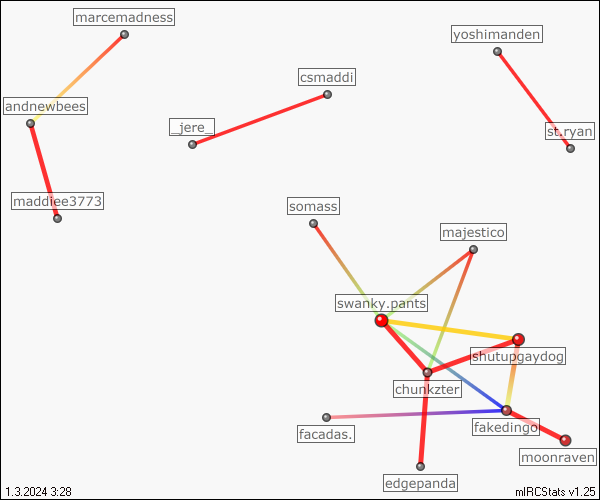 marcemadness
yoshimanden
csmaddi
andnewbees
_jere_
st.ryan
maddiee3773
somass
majestico
swanky.pants
shutupgaydog
chunkzter
fakedingo
facadas.
moonraven
edgepanda
1.3.2024 3:28
mIRCStats v1.25